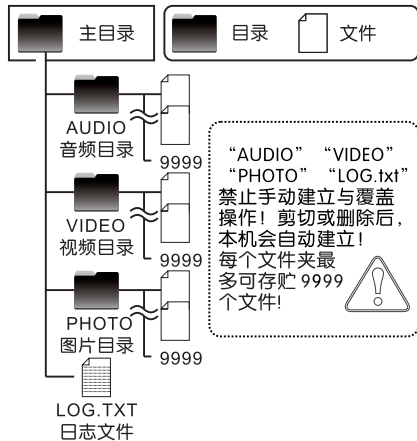 主目录
目录
文件
AUDIO
音频目录
9999
VIDEO
视频目录
9999
PHOTO
图片目录
9999
LOG.TXT
日志文件
“AUDIO” “VIDEO”
“PHOTO” “LOG.txt”
禁止手动建立与覆盖
操作！剪切或删除后，
本机会自动建立！
每个文件夹最
多可存贮 9999
个文件!